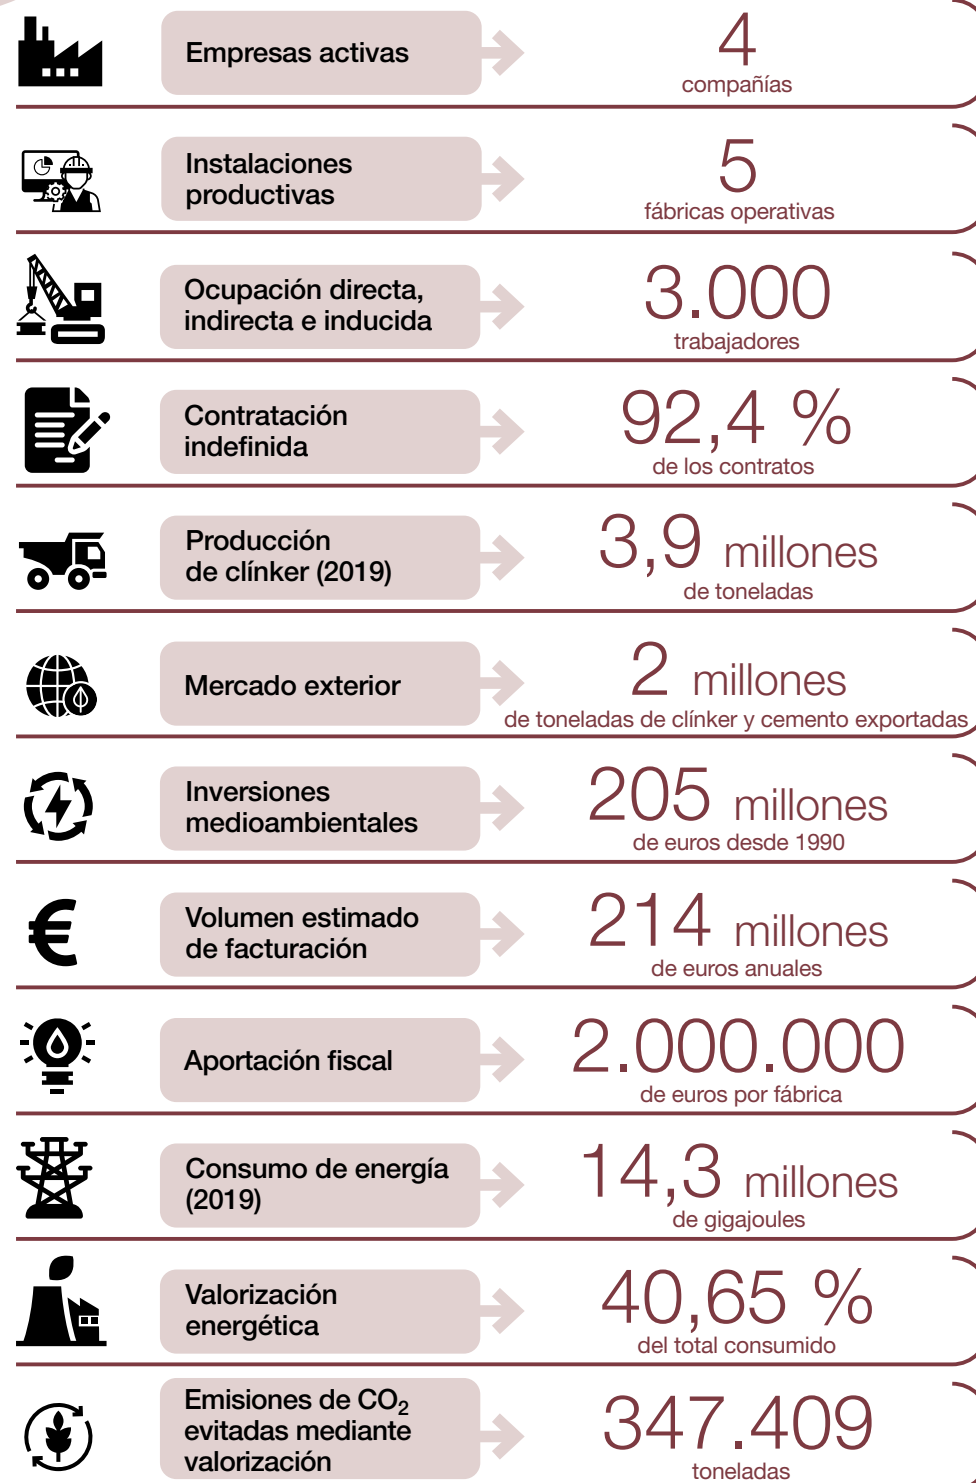 Empresas activas
4
compañías
Instalaciones
productivas
5
fábricas operativas
Ocupación directa,
indirecta e inducida
3.000
trabajadores
Contratación
indefinida
92,4 %
de los contratos
Producción
de clínker (2019)
3,9 millones
de toneladas
Mercado exterior
2 millones
de toneladas de clínker y cemento exportadas
Inversiones
medioambientales
205 millones
de euros desde 1990
€
Volumen estimado
de facturación
214 millones
de euros anuales
Aportación fiscal
2.000.000
de euros por fábrica
Consumo de energía
(2019)
14,3 millones
de gigajoules
Valorización
energética
40,65 %
del total consumido
Emisiones de CO₂
evitadas mediante
valorización
347.409
toneladas